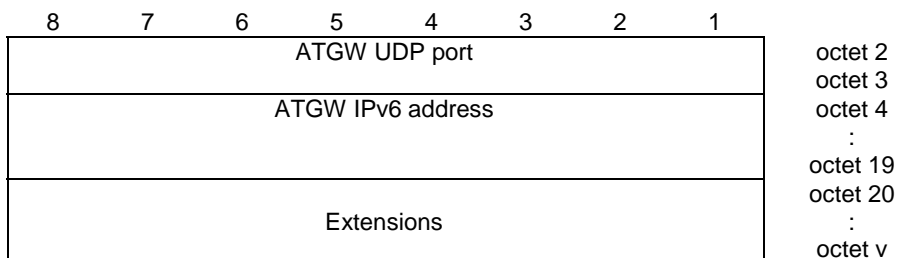 8 7 6 5 4 3 2 1
ATGW UDP port octet 2
octet 3
ATGW IPv6 address octet 4
:
octet 19
octet 20
Extensions :
octet v